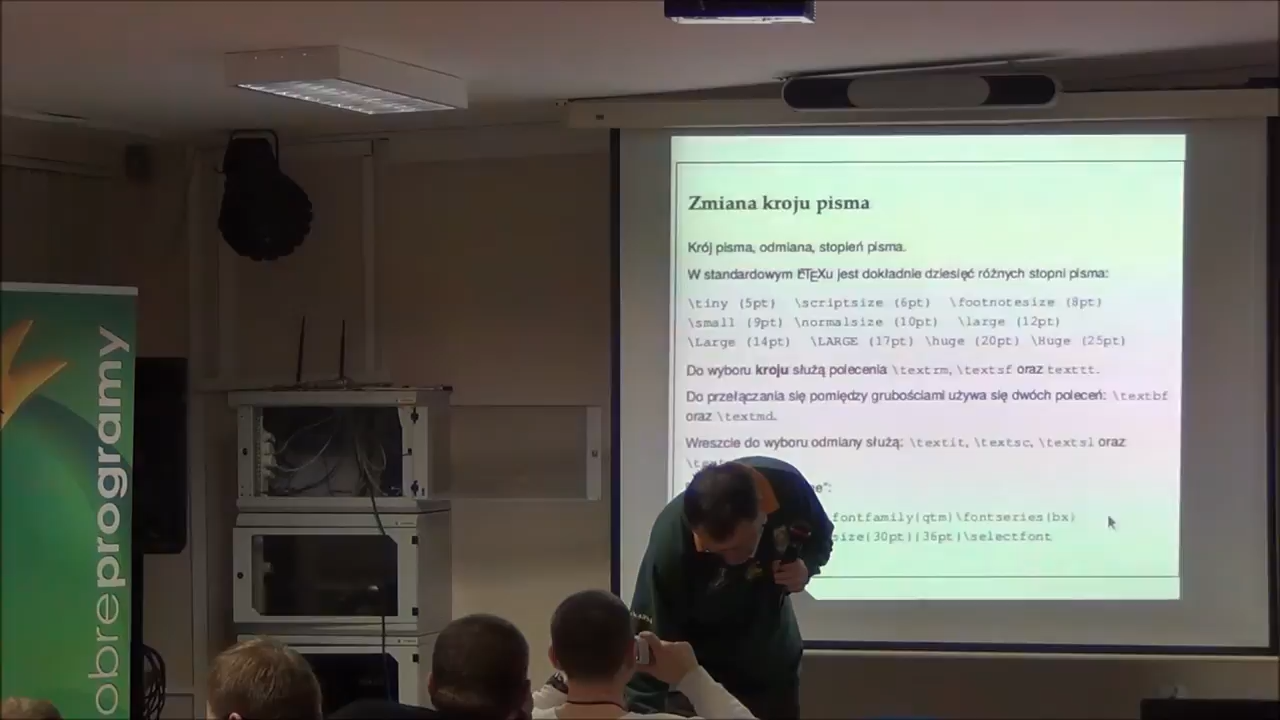 Zmiana kroju pisma
Krój pisma, odmiana, stopień pisma.
W standardowym LATEXu jest dokładnie dziesięć różnych stopni pisma:
\tiny (5pt) \scriptsize (6pt) \footnotesize (8pt)
\small (9pt) \normalsize (10pt) \large (12pt)
\Large (14pt) \LARGE (17pt) \huge (20pt) \Huge (25pt)
Do wyboru kroju służą polecenia \textrm, \textsf oraz texttt.
Do przełączania się pomiędzy grubościami używa się dwóch poleceń: \textbf
oraz \textmd.
Wreszcie do wyboru odmiany służą: \textit, \textsc, \textsl oraz
fontfamily{qtm}\fontseries{bx}
size{30pt}{36pt}\selectfont
obreprogramy